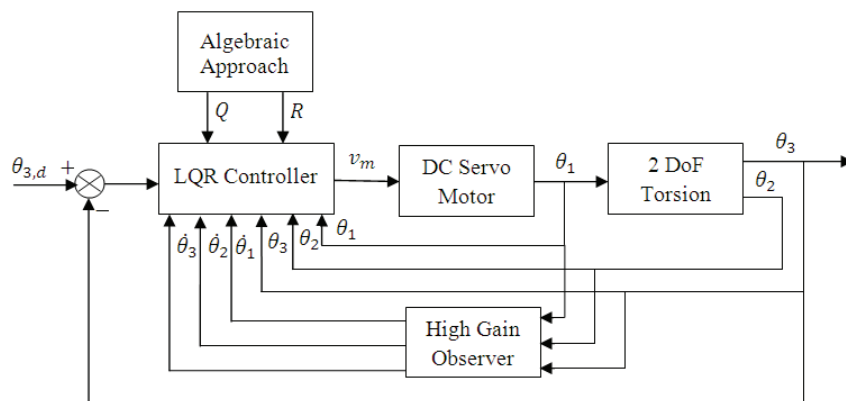 Algebraic
Approach
Q
R
θ₃,d
+
−
LQR Controller
vₘ
DC Servo
Motor
θ₁
2 DoF
Torsion
θ₃
θ₂
θ̇₃
θ̇₂
θ̇₁
θ₃
θ₂
θ₁
High Gain
Observer